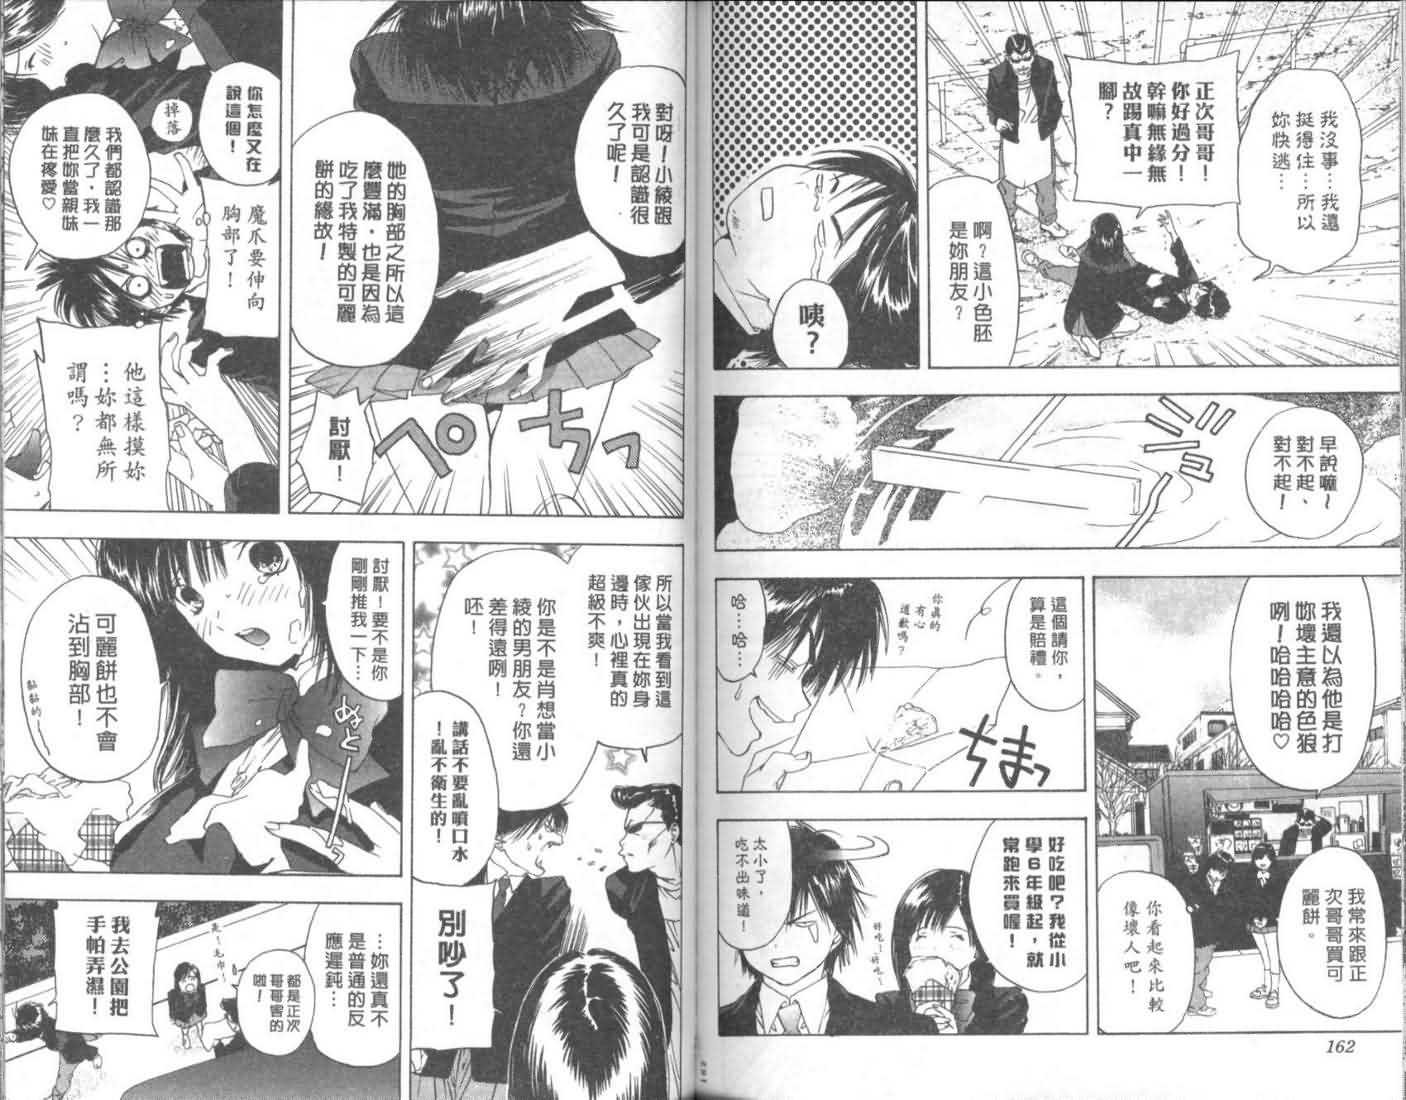 我沒事…我還
挺得住…所以
妳快逃…
正次哥哥！
你好過分！
幹嘛無緣無
故踢真中一
腳？
啊？這小色胚
是妳朋友？
咦？
早說嘛~
對不起、
對不起！
我還以為他是打
妳壞主意的色狼
咧！哈哈哈哈♡
我常來跟正
次哥哥買可
麗餅。
你看起來比較
像壞人吧！
這個請你，
算是賠禮。
你真的
有心
道歉嗎？
哈…哈…
ちまっ
好吃吧？我從小
學6年級起，就
常跑來買喔！
好吃~好吃~
太小了，
吃不出味道！
162
對呀！小綾跟
我可是認識很
久了呢！
她的胸部之所以這
麼豐滿，也是因為
吃了我特製的可麗
餅的緣故！
ぺちっ
討厭！
你怎麼又在
說這個！
掉落
我們都認識那
麼久了，我一
直把妳當親妹
妹在疼愛♡
魔爪要伸向
胸部了！
他這樣摸妳
…妳都無所
謂嗎？
所以當我看到這
傢伙出現在妳身
邊時，心裡真的
超級不爽！
你是不是肖想當小
綾的男朋友？你還
差得遠咧！
呸！
講話不要亂噴口水
！亂不衛生的！
別吵了！
討厭！要不是你
剛剛推我一下…
可麗餅也不會
沾到胸部！
黏黏的~
ぬと
…妳還真不
是普通的反
應遲鈍…
都是正次
哥哥害的
啦！
我去公園把
手帕弄濕！